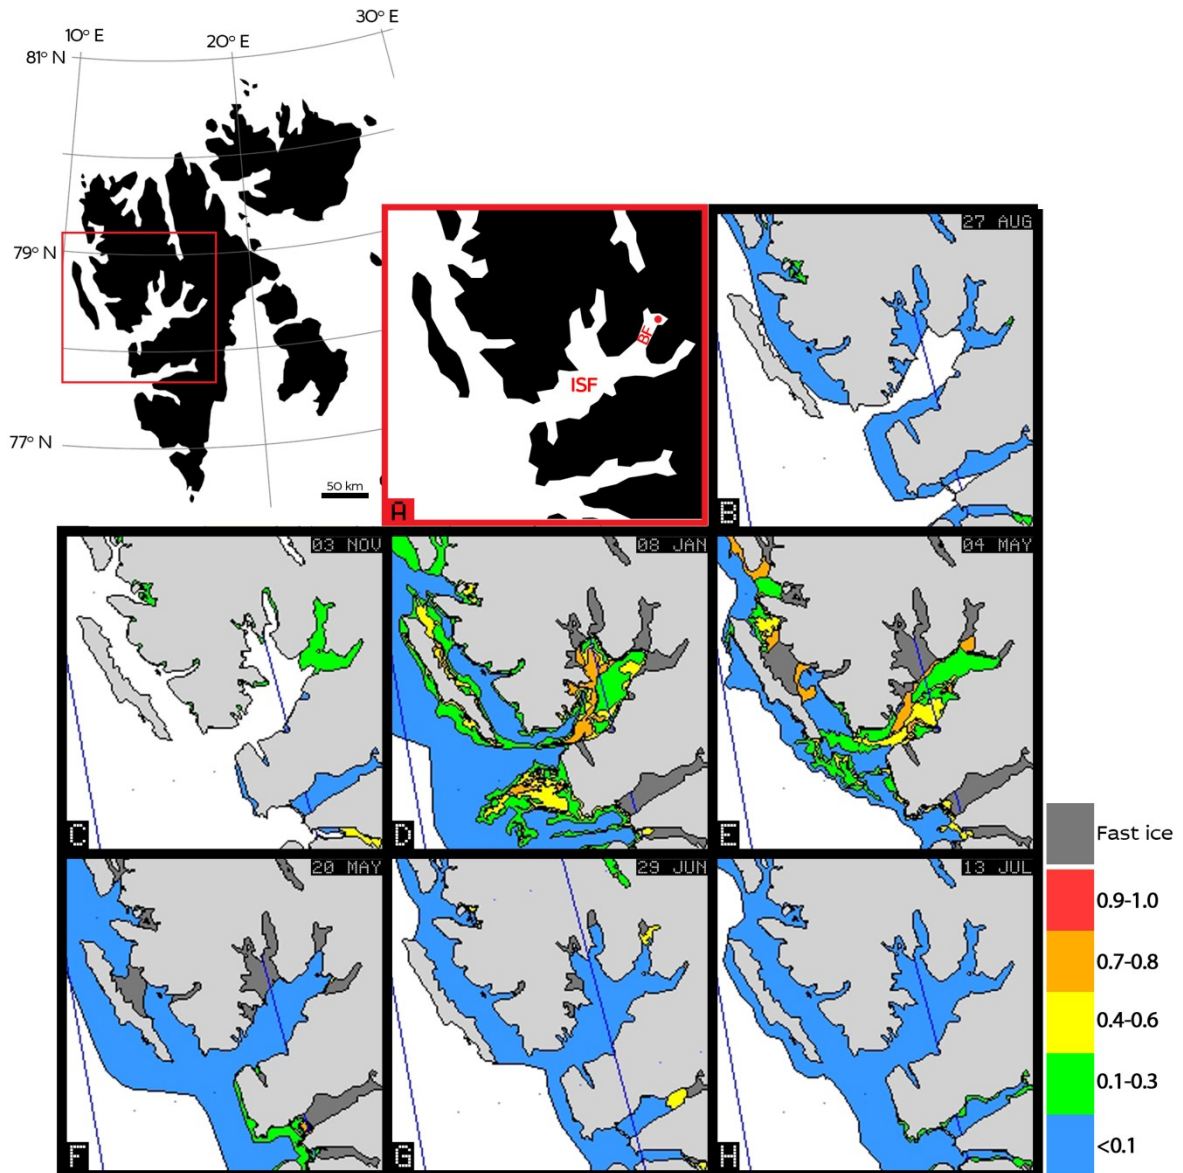 30° E
10° E
20° E
81° N
79° N
77° N
50 km
BF
ISF
A
27 AUG
B
03 NOV
C
08 JAN
D
04 MAY
E
20 MAY
F
29 JUN
G
13 JUL
H
Fast ice
0.9-1.0
0.7-0.8
0.4-0.6
0.1-0.3
<0.1